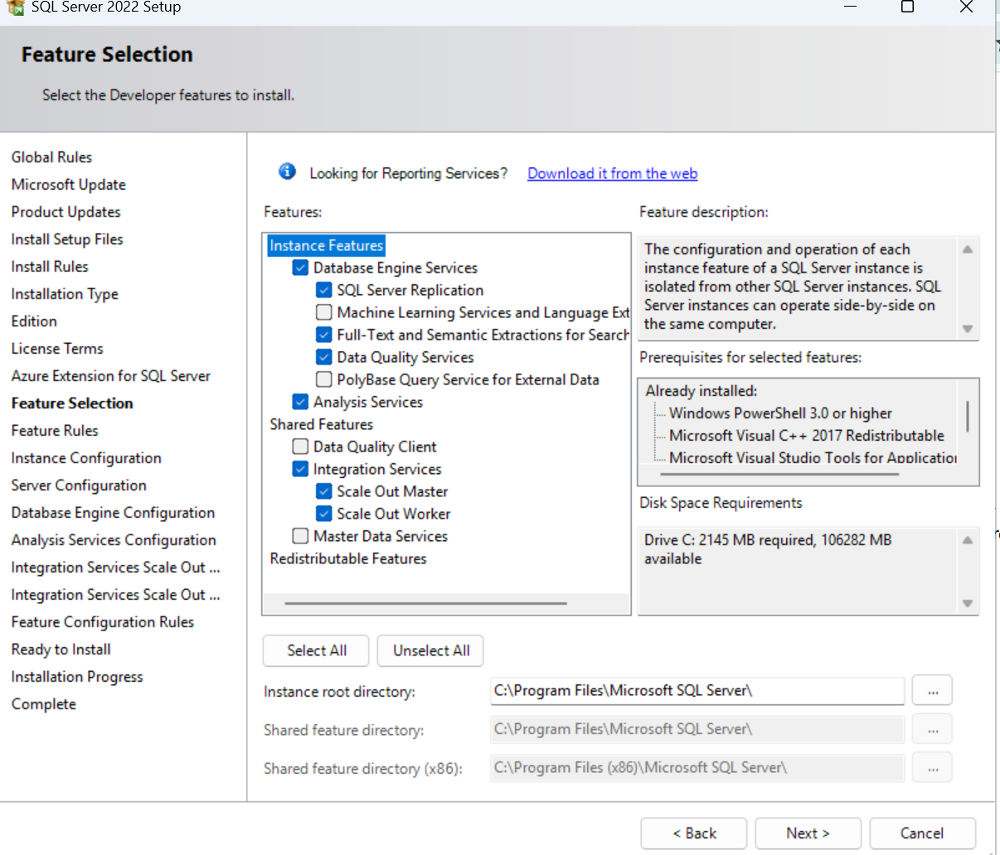 SQL Server 2022 Setup
Feature Selection
Select the Developer features to install.
Global Rules
Microsoft Update
Product Updates
Install Setup Files
Install Rules
Installation Type
Edition
License Terms
Azure Extension for SQL Server
Feature Selection
Feature Rules
Instance Configuration
Server Configuration
Database Engine Configuration
Analysis Services Configuration
Integration Services Scale Out ...
Integration Services Scale Out ...
Feature Configuration Rules
Ready to Install
Installation Progress
Complete
Looking for Reporting Services? Download it from the web
Features:
Instance Features
Database Engine Services
SQL Server Replication
Machine Learning Services and Language Ext
Full-Text and Semantic Extractions for Search
Data Quality Services
PolyBase Query Service for External Data
Analysis Services
Shared Features
Data Quality Client
Integration Services
Scale Out Master
Scale Out Worker
Master Data Services
Redistributable Features
Feature description:
The configuration and operation of each
instance feature of a SQL Server instance is
isolated from other SQL Server instances. SQL
Server instances can operate side-by-side on
the same computer.
Prerequisites for selected features:
Already installed:
Windows PowerShell 3.0 or higher
Microsoft Visual C++ 2017 Redistributable
Microsoft Visual Studio Tools for Application
Disk Space Requirements
Drive C: 2145 MB required, 106282 MB
available
Select All
Unselect All
Instance root directory: C:\Program Files\Microsoft SQL Server\ ...
Shared feature directory: C:\Program Files\Microsoft SQL Server\ ...
Shared feature directory (x86): C:\Program Files (x86)\Microsoft SQL Server\ ...
< Back
Next >
Cancel